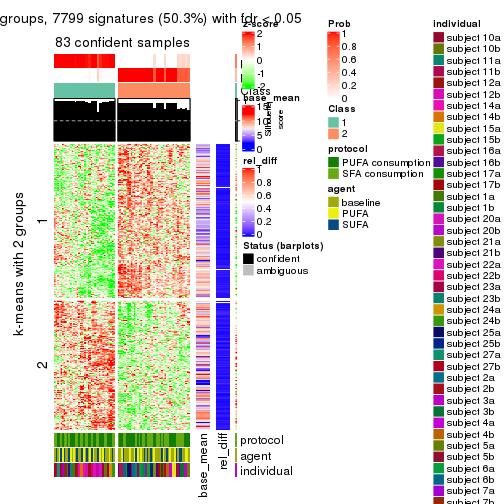 groups, 7799 signatures (50.3%) with fdr < 0.05
83 confident samples
k-means with 2 groups
1
2
Class
Silhouette
score
protocol
agent
individual
base_mean
rel_diff
z-score
2
1
0
-1
-2
base_mean
15
10
5
0
rel_diff
1
0.8
0.6
0.4
0.2
0
Status (barplots)
confident
ambiguous
Prob
1
0.8
0.6
0.4
0.2
0
Class
1
2
protocol
PUFA consumption
SFA consumption
agent
baseline
PUFA
SUFA
individual
subject 10a
subject 10b
subject 11a
subject 11b
subject 12a
subject 12b
subject 14a
subject 14b
subject 15a
subject 15b
subject 16a
subject 16b
subject 17a
subject 17b
subject 1a
subject 1b
subject 20a
subject 20b
subject 21a
subject 21b
subject 22a
subject 22b
subject 23a
subject 23b
subject 24a
subject 24b
subject 25a
subject 25b
subject 27a
subject 27b
subject 2a
subject 2b
subject 3a
subject 3b
subject 4a
subject 4b
subject 5a
subject 5b
subject 6a
subject 6b
subject 7a
subject 7b